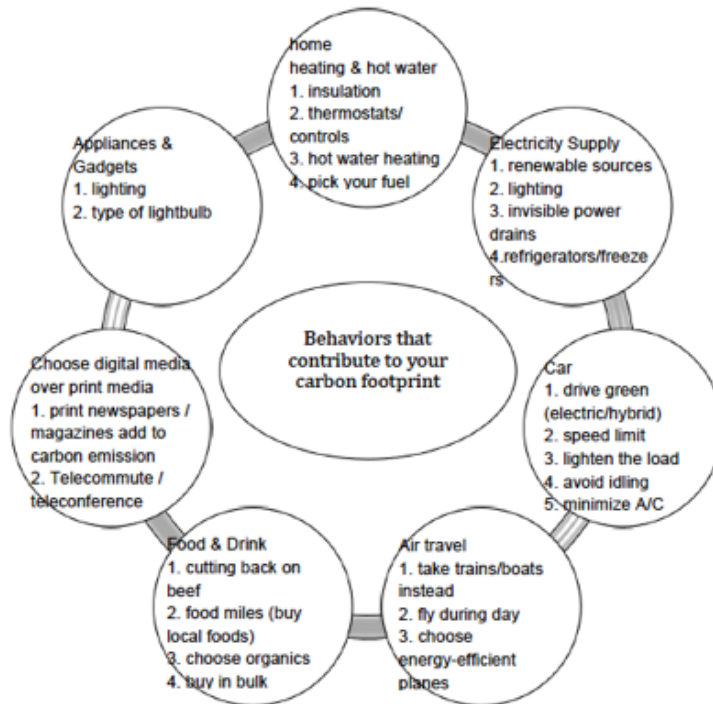 home
heating & hot water
1. insulation
2. thermostats/
controls
3. hot water heating
4. pick your fuel
Electricity Supply
1. renewable sources
2. lighting
3. invisible power
drains
4.refrigerators/freeze
rs
Car
1. drive green
(electric/hybrid)
2. speed limit
3. lighten the load
4. avoid idling
5. minimize A/C
Air travel
1. take trains/boats
instead
2. fly during day
3. choose
energy-efficient
planes
Food & Drink
1. cutting back on
beef
2. food miles (buy
local foods)
3. choose organics
4. buy in bulk
Choose digital media
over print media
1. print newspapers /
magazines add to
carbon emission
2. Telecommute /
teleconference
Appliances &
Gadgets
1. lighting
2. type of lightbulb
Behaviors that
contribute to your
carbon footprint